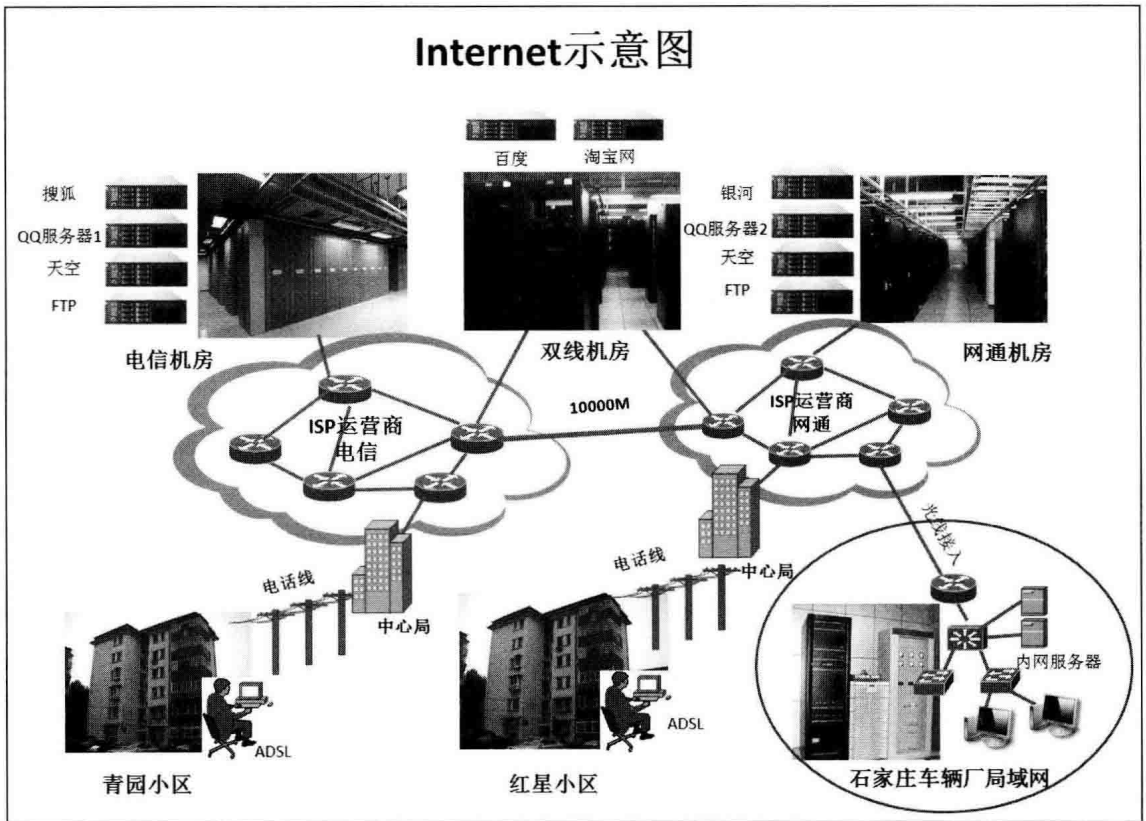 Internet示意图
百度
淘宝网
搜狐
QQ服务器1
天空
FTP
银河
QQ服务器2
天空
FTP
电信机房
双线机房
网通机房
ISP运营商
电信
10000M
ISP运营商
网通
光线接入
电话线
中心局
电话线
中心局
内网服务器
ADSL
ADSL
青园小区
红星小区
石家庄车辆厂局域网